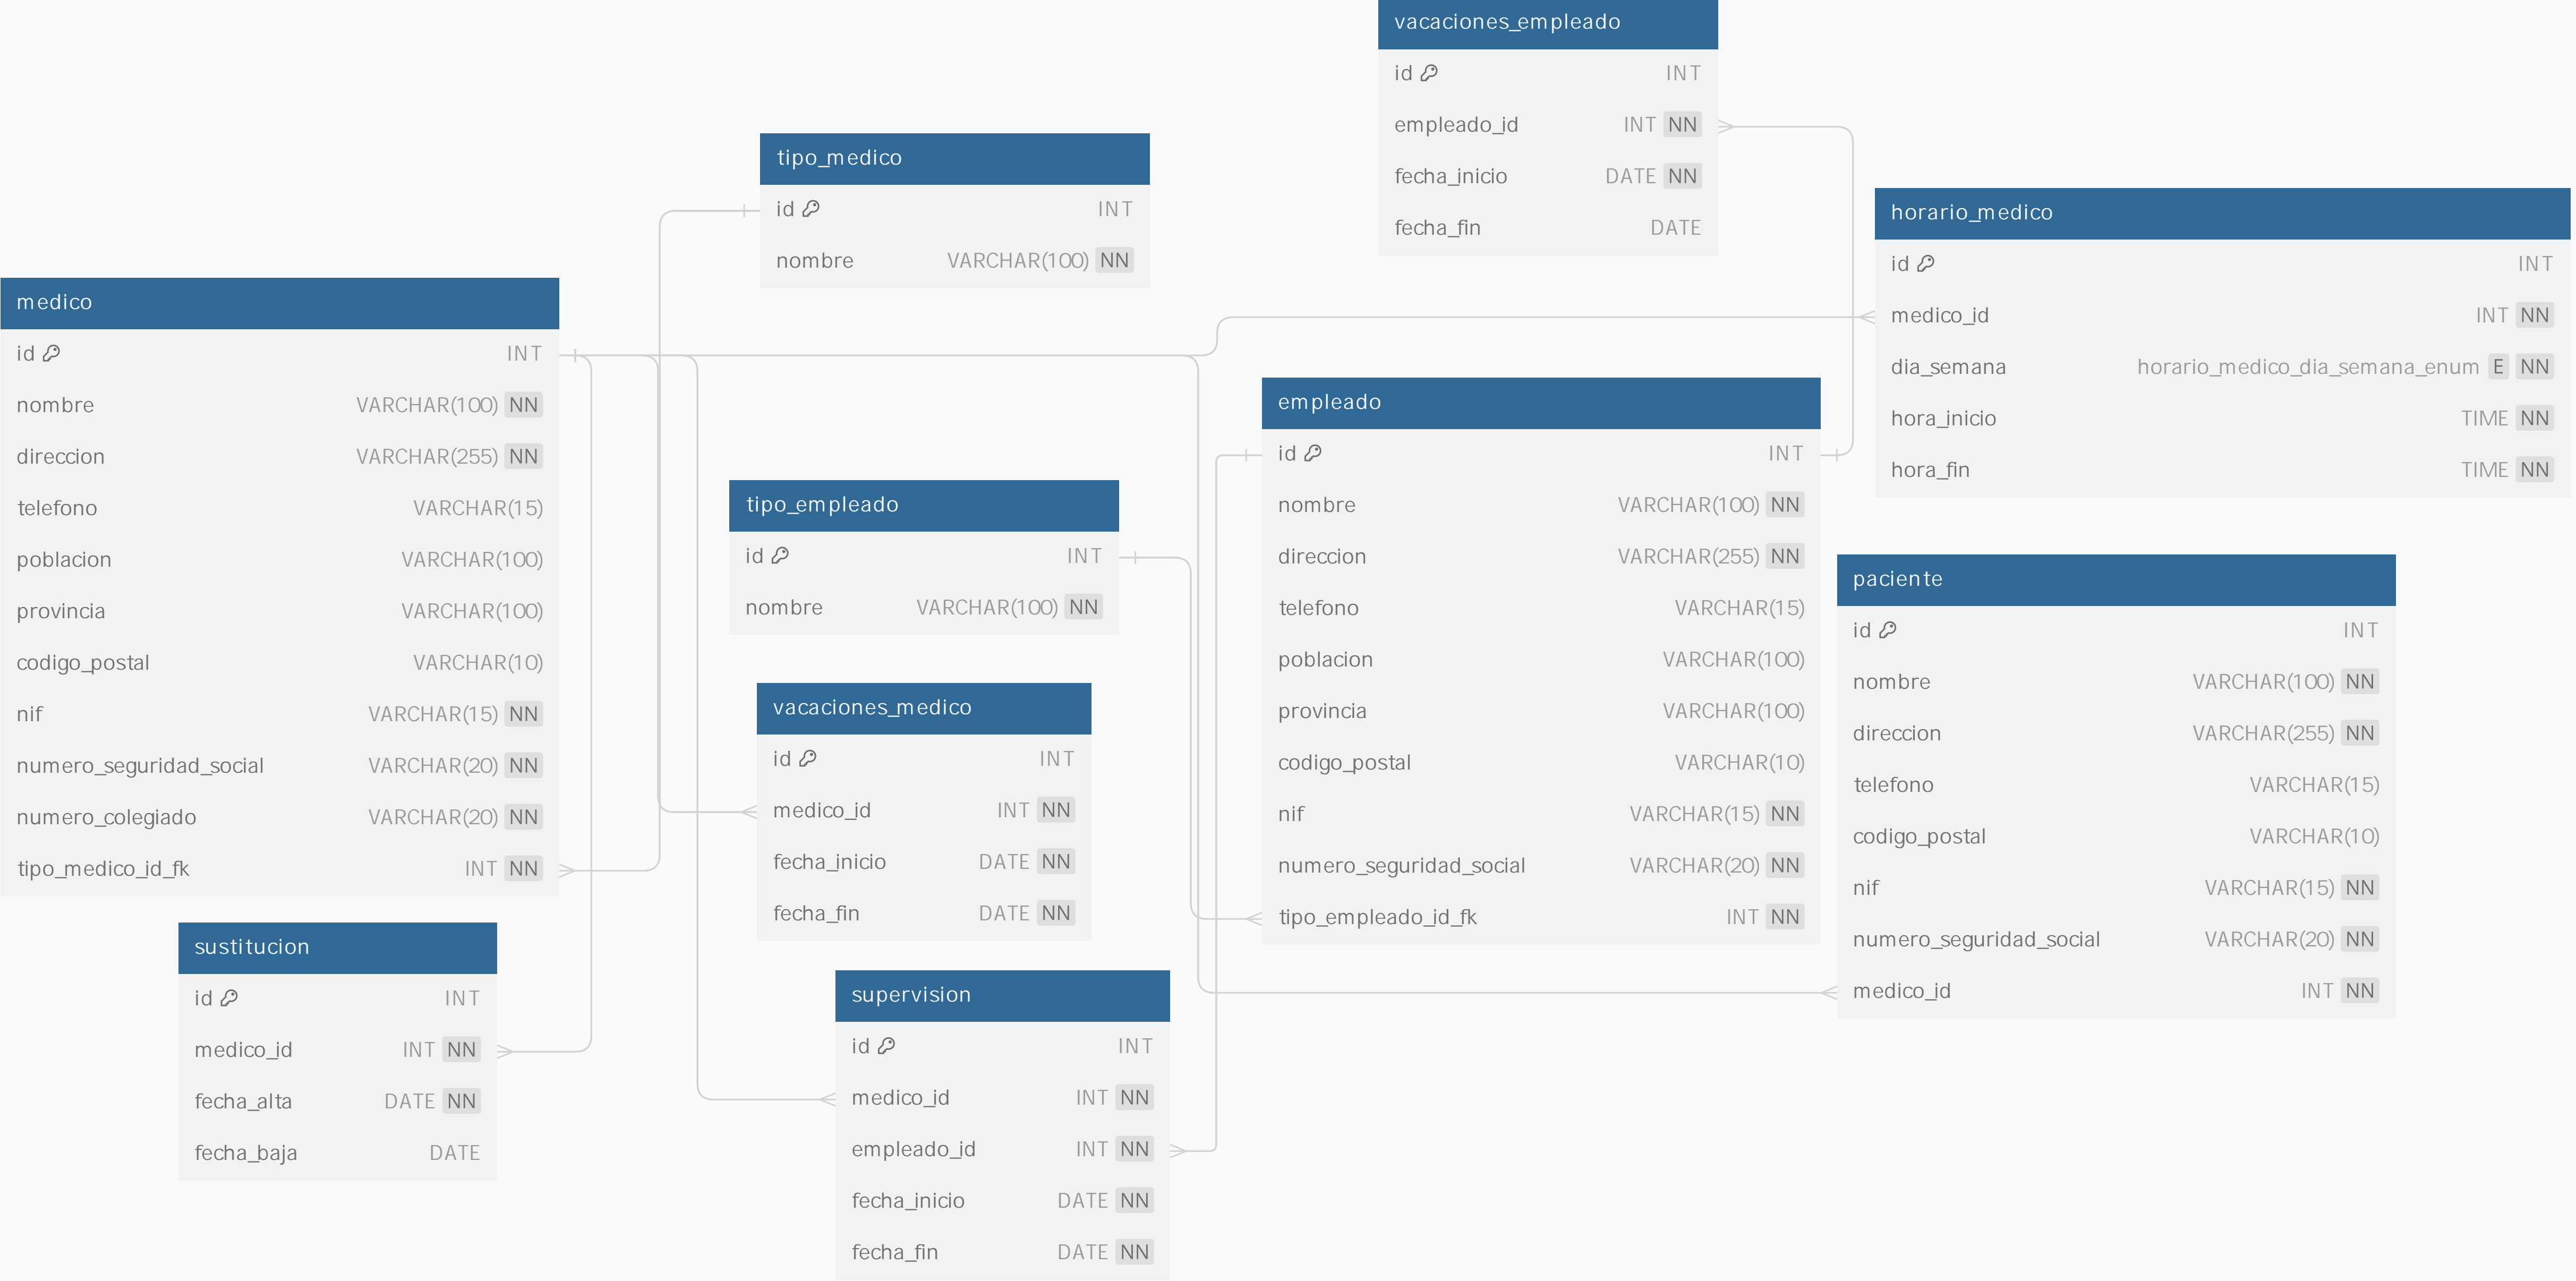 vacaciones_empleado
id INT
empleado_id INT NN
fecha_inicio DATE NN
fecha_fin DATE
tipo_medico
id INT
nombre VARCHAR(100) NN
horario_medico
id INT
medico_id INT NN
dia_semana horario_medico_dia_semana_enum E NN
hora_inicio TIME NN
hora_fin TIME NN
medico
id INT
nombre VARCHAR(100) NN
direccion VARCHAR(255) NN
telefono VARCHAR(15)
poblacion VARCHAR(100)
provincia VARCHAR(100)
codigo_postal VARCHAR(10)
nif VARCHAR(15) NN
numero_seguridad_social VARCHAR(20) NN
numero_colegiado VARCHAR(20) NN
tipo_medico_id_fk INT NN
empleado
id INT
nombre VARCHAR(100) NN
direccion VARCHAR(255) NN
telefono VARCHAR(15)
poblacion VARCHAR(100)
provincia VARCHAR(100)
codigo_postal VARCHAR(10)
nif VARCHAR(15) NN
numero_seguridad_social VARCHAR(20) NN
tipo_empleado_id_fk INT NN
tipo_empleado
id INT
nombre VARCHAR(100) NN
paciente
id INT
nombre VARCHAR(100) NN
direccion VARCHAR(255) NN
telefono VARCHAR(15)
codigo_postal VARCHAR(10)
nif VARCHAR(15) NN
numero_seguridad_social VARCHAR(20) NN
medico_id INT NN
vacaciones_medico
id INT
medico_id INT NN
fecha_inicio DATE NN
fecha_fin DATE NN
sustitucion
id INT
medico_id INT NN
fecha_alta DATE NN
fecha_baja DATE
supervision
id INT
medico_id INT NN
empleado_id INT NN
fecha_inicio DATE NN
fecha_fin DATE NN